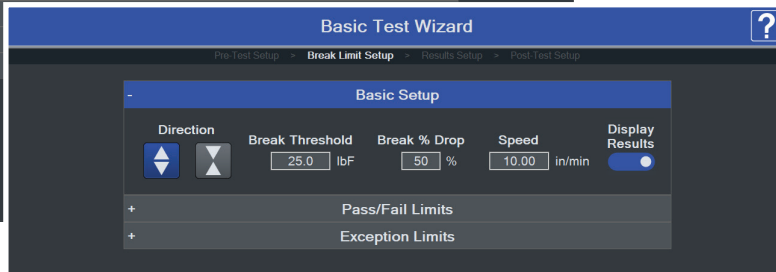 Basic Test Wizard
?
Pre-Test Setup > Break Limit Setup > Results Setup > Post-Test Setup
- Basic Setup
Direction Break Threshold Break % Drop Speed Display Results
25.0 lbF 50 % 10.00 in/min
+ Pass/Fail Limits
+ Exception Limits